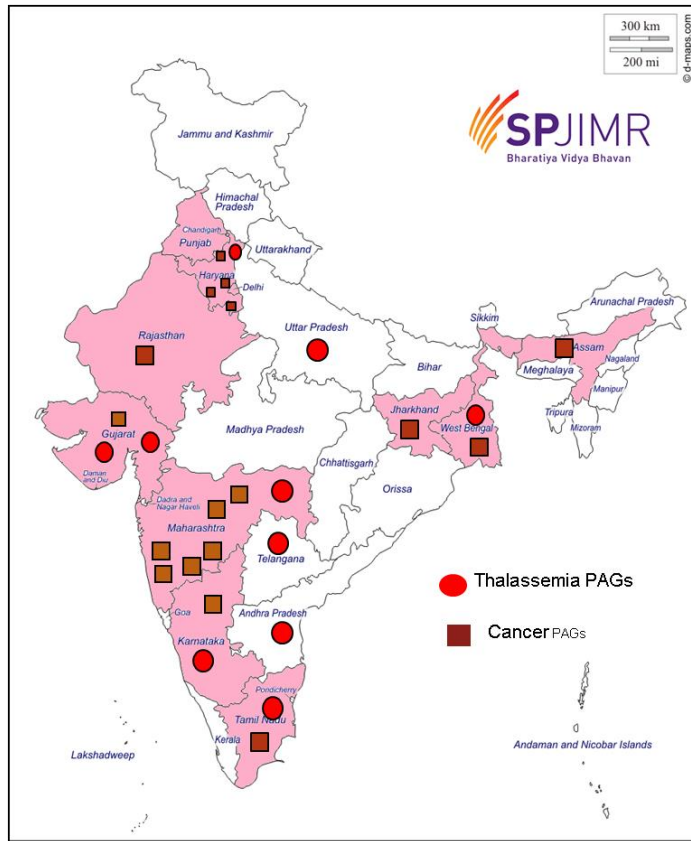 300 km
200 mi
© d-maps.com
SPJIMR
Bharatiya Vidya Bhavan
Jammu and Kashmir
Himachal
Pradesh
Chandigarh
Punjab
Uttarakhand
Haryana
Delhi
Arunachal Pradesh
Sikkim
Rajasthan
Uttar Pradesh
Assam
Nagaland
Bihar
Meghalaya
Manipur
Jharkhand
Tripura
Mizoram
Gujarat
West Bengal
Madhya Pradesh
Daman
and Diu
Chhattisgarh
Orissa
Dadra and
Nagar Haveli
Maharashtra
Telangana
Thalassemia PAGs
Goa
Andhra Pradesh
Cancer PAGs
Karnataka
Pondicherry
Tamil Nadu
Kerala
Lakshadweep
Andaman and Nicobar Islands